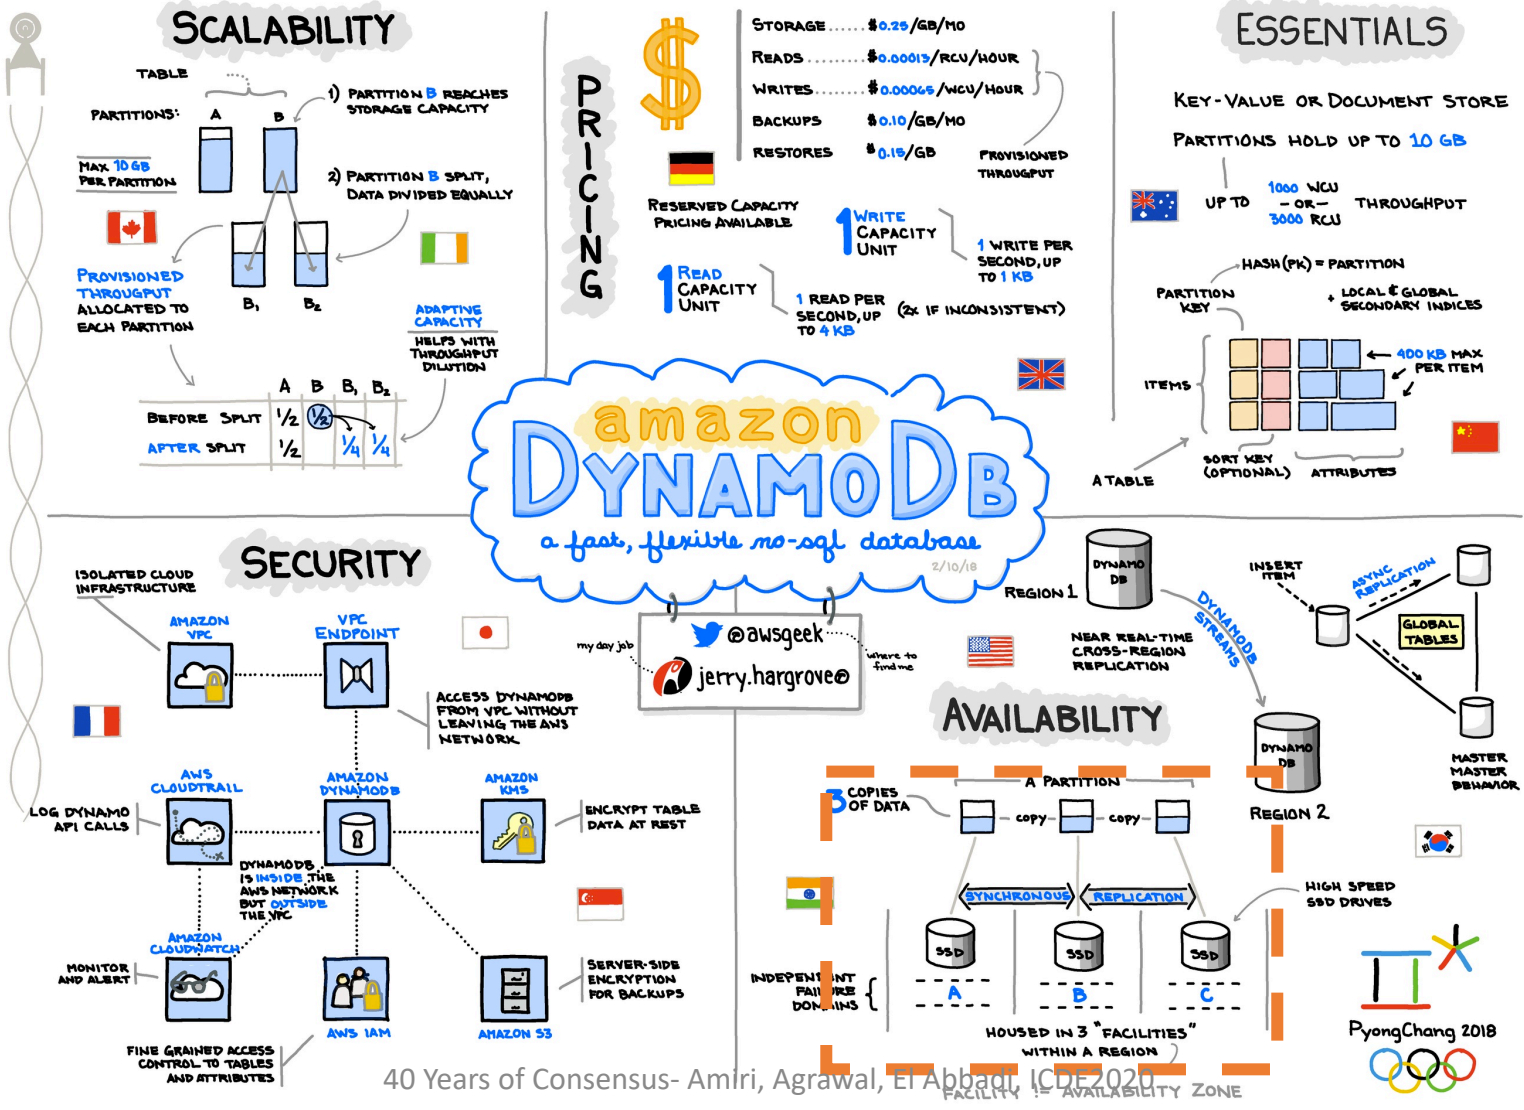 SCALABILITY
TABLE
PARTITIONS:
A
B
1) PARTITION B REACHES
STORAGE CAPACITY
MAX 10 GB
PER PARTITION
2) PARTITION B SPLIT,
DATA DIVIDED EQUALLY
PROVISIONED
THROUGPUT
ALLOCATED TO
EACH PARTITION
B1
B2
ADAPTIVE
CAPACITY
HELPS WITH
THROUGHPUT
DILUTION
A B B1 B2
BEFORE SPLIT 1/2 1/2
AFTER SPLIT 1/2 1/4 1/4
PRICING
$
STORAGE ...... $0.25/GB/MO
READS ......... $0.00013/RCU/HOUR
WRITES ....... $0.00065/WCU/HOUR
BACKUPS $0.10/GB/MO
RESTORES $0.15/GB
PROVISIONED
THROUGPUT
RESERVED CAPACITY
PRICING AVAILABLE
1 WRITE
CAPACITY
UNIT
1 WRITE PER
SECOND, UP
TO 1 KB
1 READ
CAPACITY
UNIT
1 READ PER
SECOND, UP
TO 4 KB
(2X IF INCONSISTENT)
ESSENTIALS
KEY-VALUE OR DOCUMENT STORE
PARTITIONS HOLD UP TO 10 GB
UP TO
1000 WCU
-OR-
3000 RCU
THROUGHPUT
HASH(PK) = PARTITION
PARTITION
KEY
+ LOCAL & GLOBAL
SECONDARY INDICES
400 KB MAX
PER ITEM
ITEMS
SORT KEY
(OPTIONAL)
ATTRIBUTES
A TABLE
amazon
DYNAMODB
a fast, flexible no-sql database
2/10/18
my day job
@awsgeek
jerry.hargrove@
where to
find me
SECURITY
ISOLATED CLOUD
INFRASTRUCTURE
AMAZON
VPC
VPC
ENDPOINT
ACCESS DYNAMODB
FROM VPC WITHOUT
LEAVING THE AWS
NETWORK
AWS
CLOUDTRAIL
AMAZON
DYNAMODB
AMAZON
KMS
LOG DYNAMO
API CALLS
ENCRYPT TABLE
DATA AT REST
DYNAMODB
IS INSIDE THE
AWS NETWORK
BUT OUTSIDE
THE VPC
AMAZON
CLOUDWATCH
MONITOR
AND ALERT
AWS IAM
AMAZON S3
SERVER-SIDE
ENCRYPTION
FOR BACKUPS
FINE GRAINED ACCESS
CONTROL TO TABLES
AND ATTRIBUTES
REGION 1
DYNAMO
DB
DYNAMODB
STREAMS
NEAR REAL-TIME
CROSS-REGION
REPLICATION
INSERT
ITEM
ASYNC
REPLICATION
GLOBAL
TABLES
MASTER
MASTER
BEHAVIOR
AVAILABILITY
DYNAMO
DB
REGION 2
A PARTITION
3 COPIES
OF DATA
COPY
COPY
SYNCHRONOUS
REPLICATION
HIGH SPEED
SSD DRIVES
SSD
SSD
SSD
INDEPENDENT
FAILURE
DOMAINS
A
B
C
HOUSED IN 3 "FACILITIES"
WITHIN A REGION
FACILITY != AVAILABILITY ZONE
PyeongChang 2018
40 Years of Consensus- Amiri, Agrawal, El Abbadi, ICDE2020